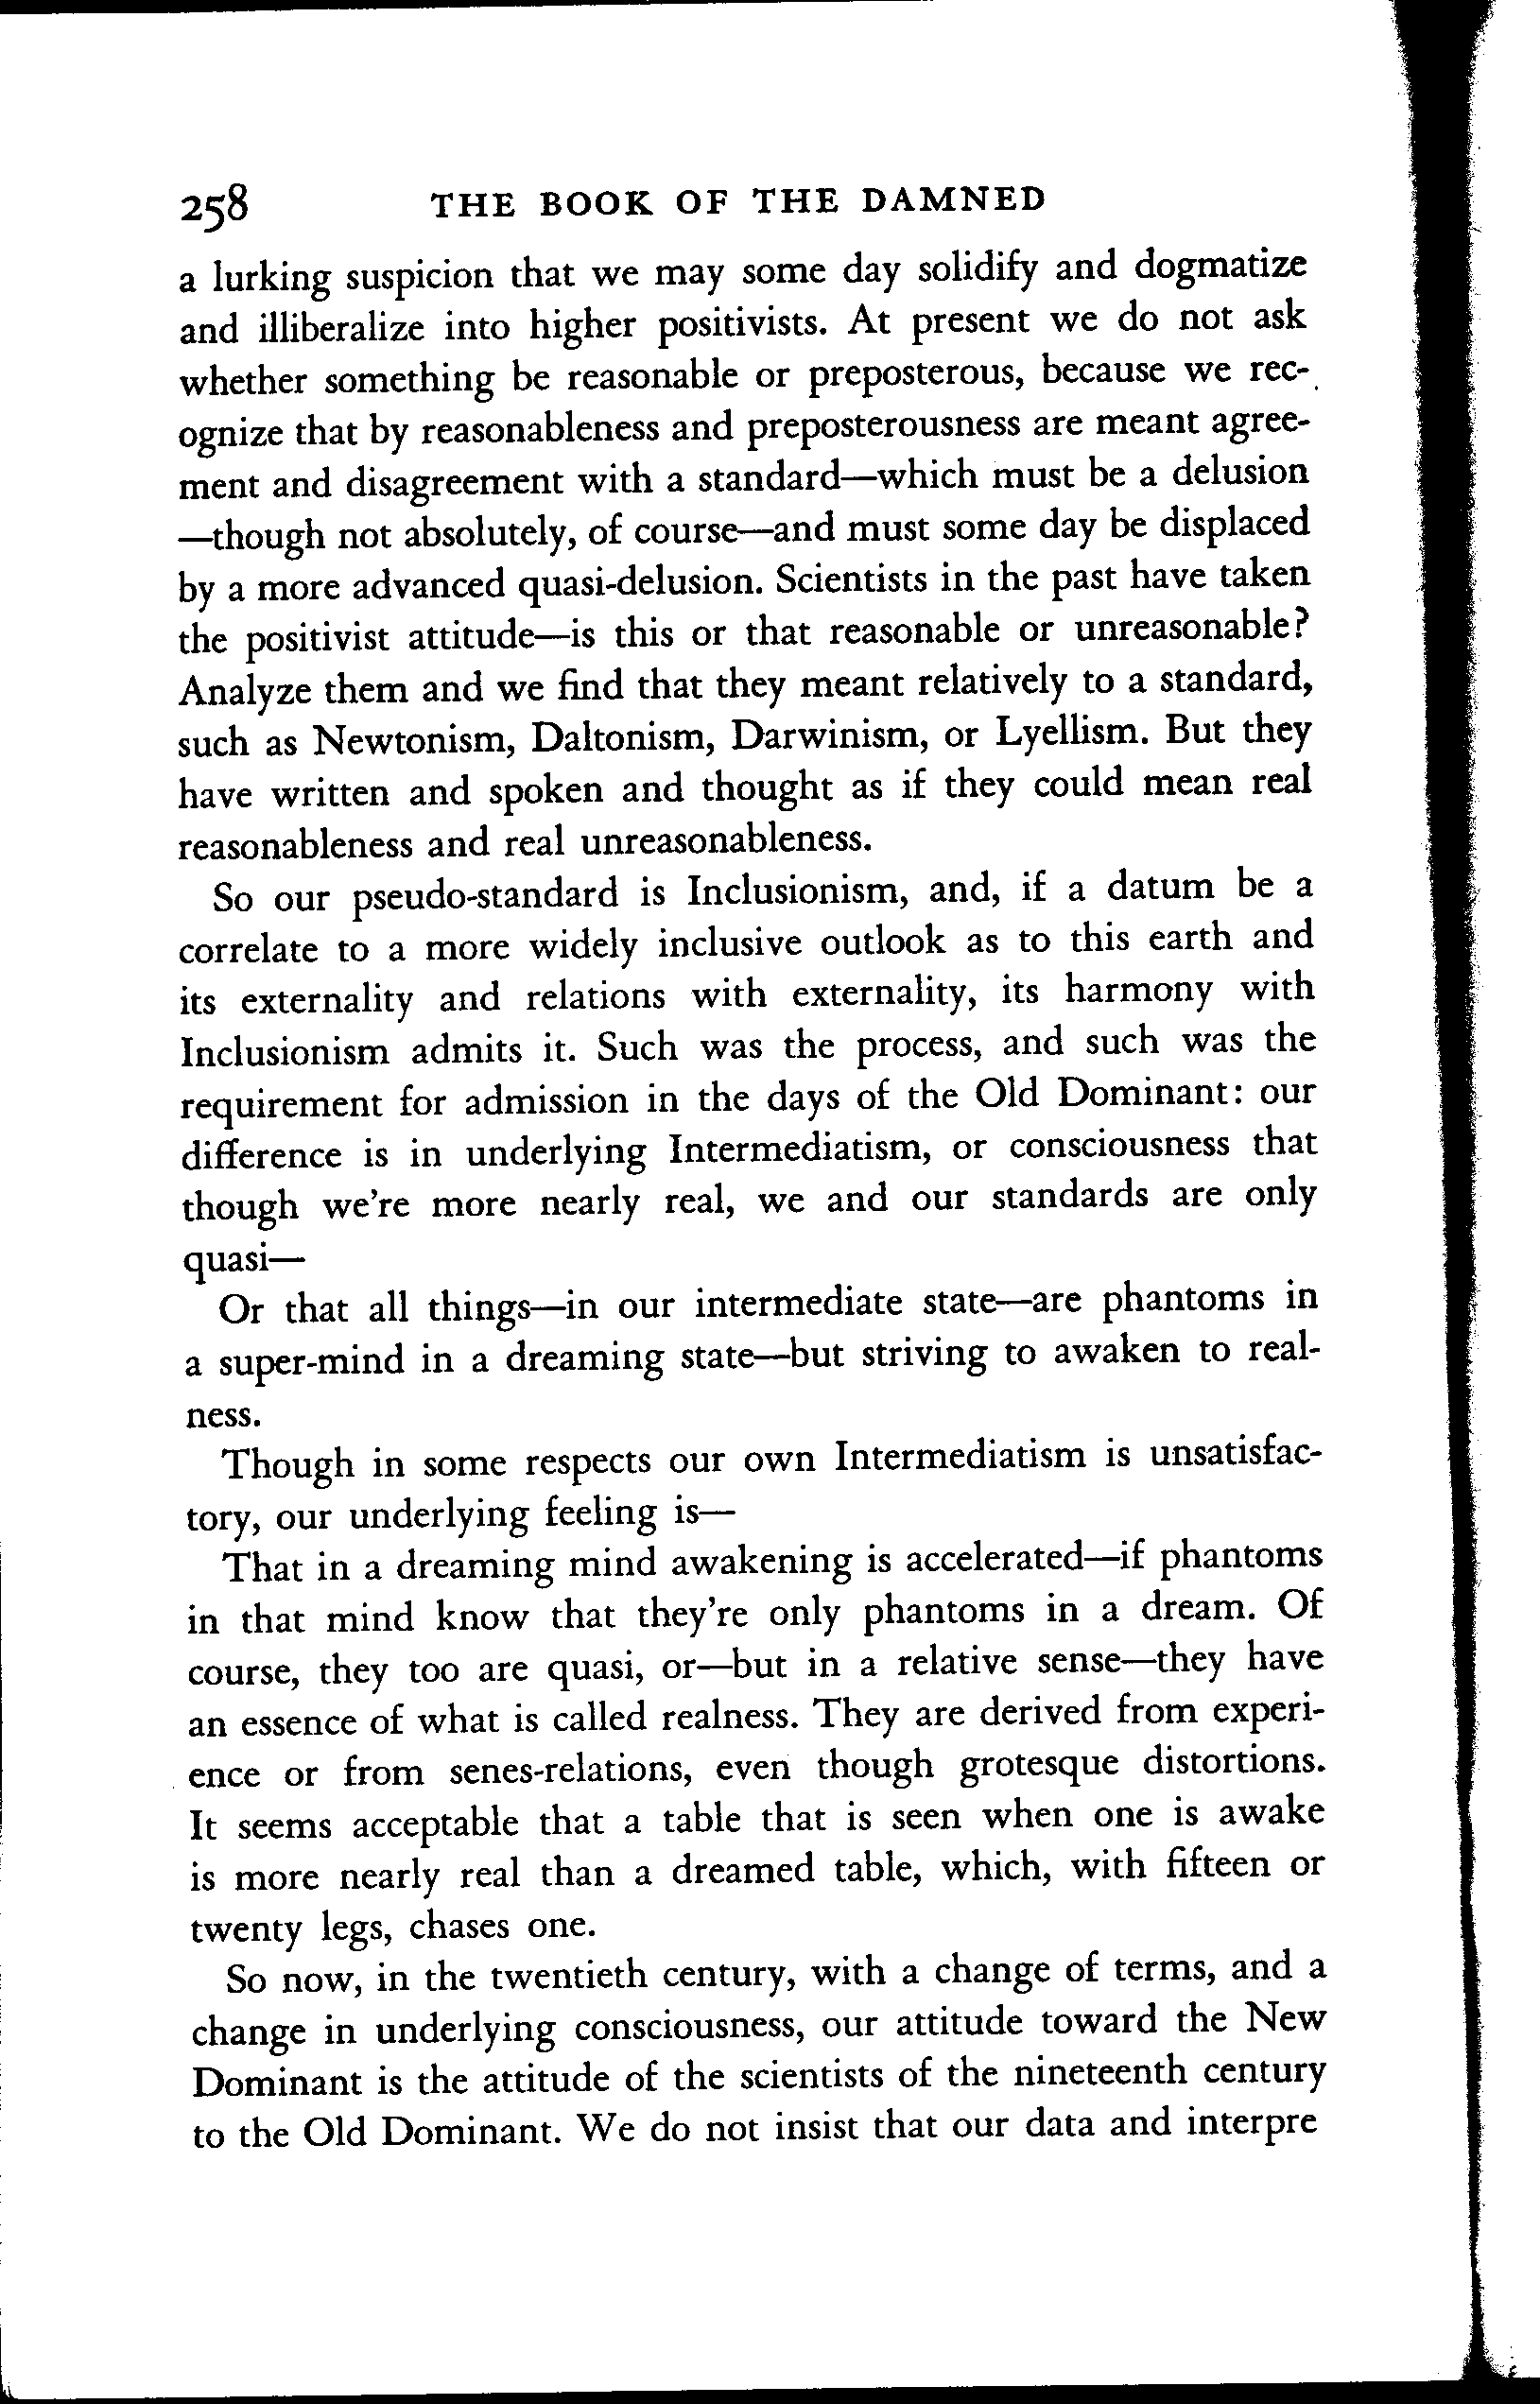 258 THE BOOK OF THE DAMNED
a lurking suspicion that we may some day solidify and dogmatize
and illiberalize into higher positivists. At present we do not ask
whether something be reasonable or preposterous, because we rec-
ognize that by reasonableness and preposterousness are meant agree-
ment and disagreement with a standard—which must be a delusion
—though not absolutely, of course—and must some day be displaced
by a more advanced quasi-delusion. Scientists in the past have taken
the positivist attitude—is this or that reasonable or unreasonable?
Analyze them and we find that they meant relatively to a standard,
such as Newtonism, Daltonism, Darwinism, or Lyellism. But they
have written and spoken and thought as if they could mean real
reasonableness and real unreasonableness.
So our pseudo-standard is Inclusionism, and, if a datum be a
correlate to a more widely inclusive outlook as to this earth and
its externality and relations with externality, its harmony with
Inclusionism admits it. Such was the process, and such was the
requirement for admission in the days of the Old Dominant: our
difference is in underlying Intermediatism, or consciousness that
though we're more nearly real, we and our standards are only
quasi—
Or that all things—in our intermediate state—are phantoms in
a super-mind in a dreaming state—but striving to awaken to real-
ness.
Though in some respects our own Intermediatism is unsatisfac-
tory, our underlying feeling is—
That in a dreaming mind awakening is accelerated—if phantoms
in that mind know that they're only phantoms in a dream. Of
course, they too are quasi, or—but in a relative sense—they have
an essence of what is called realness. They are derived from experi-
ence or from senes-relations, even though grotesque distortions.
It seems acceptable that a table that is seen when one is awake
is more nearly real than a dreamed table, which, with fifteen or
twenty legs, chases one.
So now, in the twentieth century, with a change of terms, and a
change in underlying consciousness, our attitude toward the New
Dominant is the attitude of the scientists of the nineteenth century
to the Old Dominant. We do not insist that our data and interpre